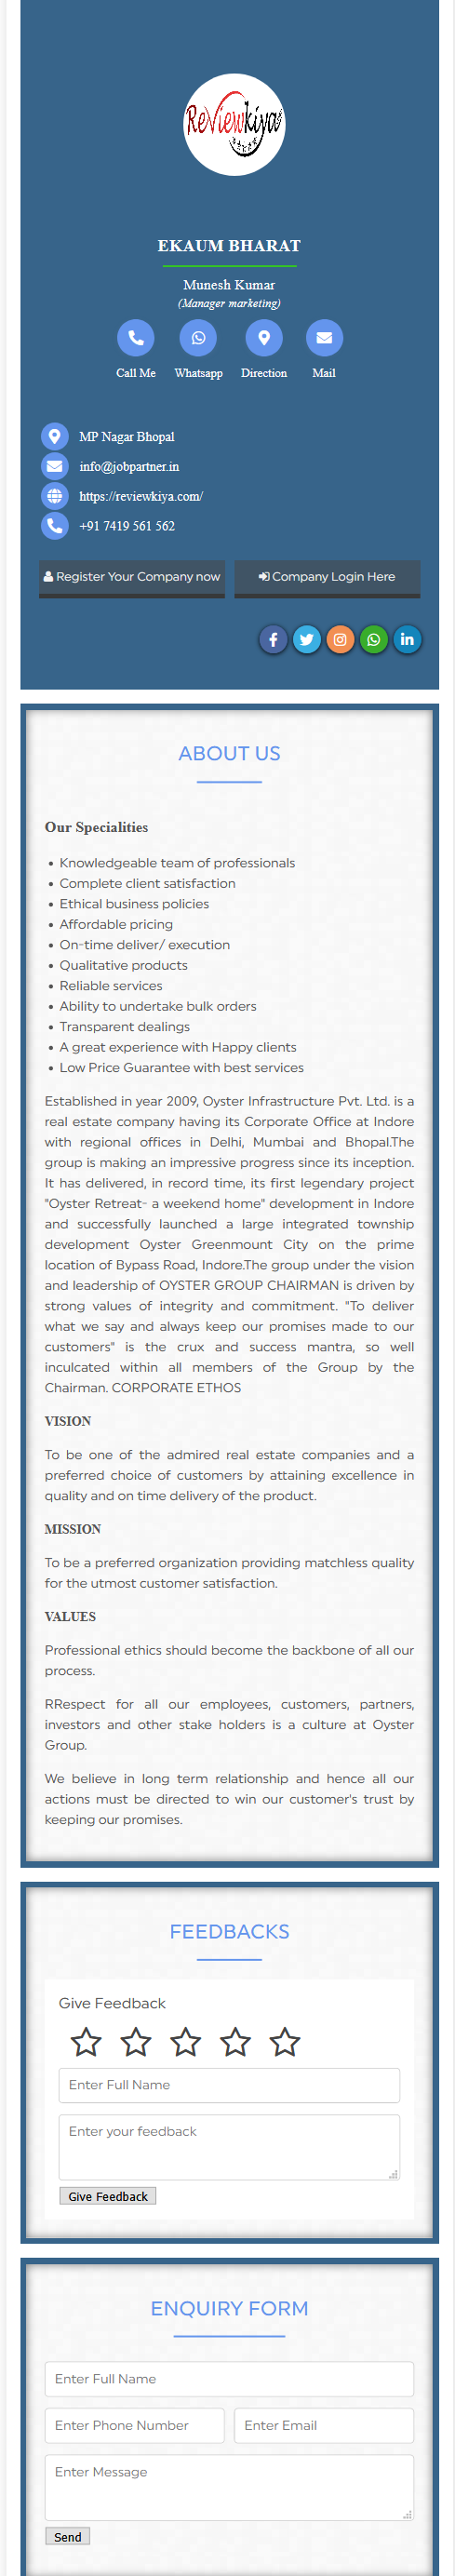 ReViewkiya
EKAUM BHARAT
Munesh Kumar
(Manager marketing)
Call Me Whatsapp Direction Mail
MP Nagar Bhopal
info@jobpartner.in
https://reviewkiya.com/
+91 7419 561 562
Register Your Company now Company Login Here
ABOUT US
Our Specialities
• Knowledgeable team of professionals
• Complete client satisfaction
• Ethical business policies
• Affordable pricing
• On-time deliver/ execution
• Qualitative products
• Reliable services
• Ability to undertake bulk orders
• Transparent dealings
• A great experience with Happy clients
• Low Price Guarantee with best services
Established in year 2009, Oyster Infrastructure Pvt. Ltd. is a
real estate company having its Corporate Office at Indore
with regional offices in Delhi, Mumbai and Bhopal.The
group is making an impressive progress since its inception.
It has delivered, in record time, its first legendary project
"Oyster Retreat- a weekend home" development in Indore
and successfully launched a large integrated township
development Oyster Greenmount City on the prime
location of Bypass Road, Indore.The group under the vision
and leadership of OYSTER GROUP CHAIRMAN is driven by
strong values of integrity and commitment. "To deliver
what we say and always keep our promises made to our
customers" is the crux and success mantra, so well
inculcated within all members of the Group by the
Chairman. CORPORATE ETHOS
VISION
To be one of the admired real estate companies and a
preferred choice of customers by attaining excellence in
quality and on time delivery of the product.
MISSION
To be a preferred organization providing matchless quality
for the utmost customer satisfaction.
VALUES
Professional ethics should become the backbone of all our
process.
RRespect for all our employees, customers, partners,
investors and other stake holders is a culture at Oyster
Group.
We believe in long term relationship and hence all our
actions must be directed to win our customer's trust by
keeping our promises.
FEEDBACKS
Give Feedback
Enter Full Name
Enter your feedback
Give Feedback
ENQUIRY FORM
Enter Full Name
Enter Phone Number Enter Email
Enter Message
Send